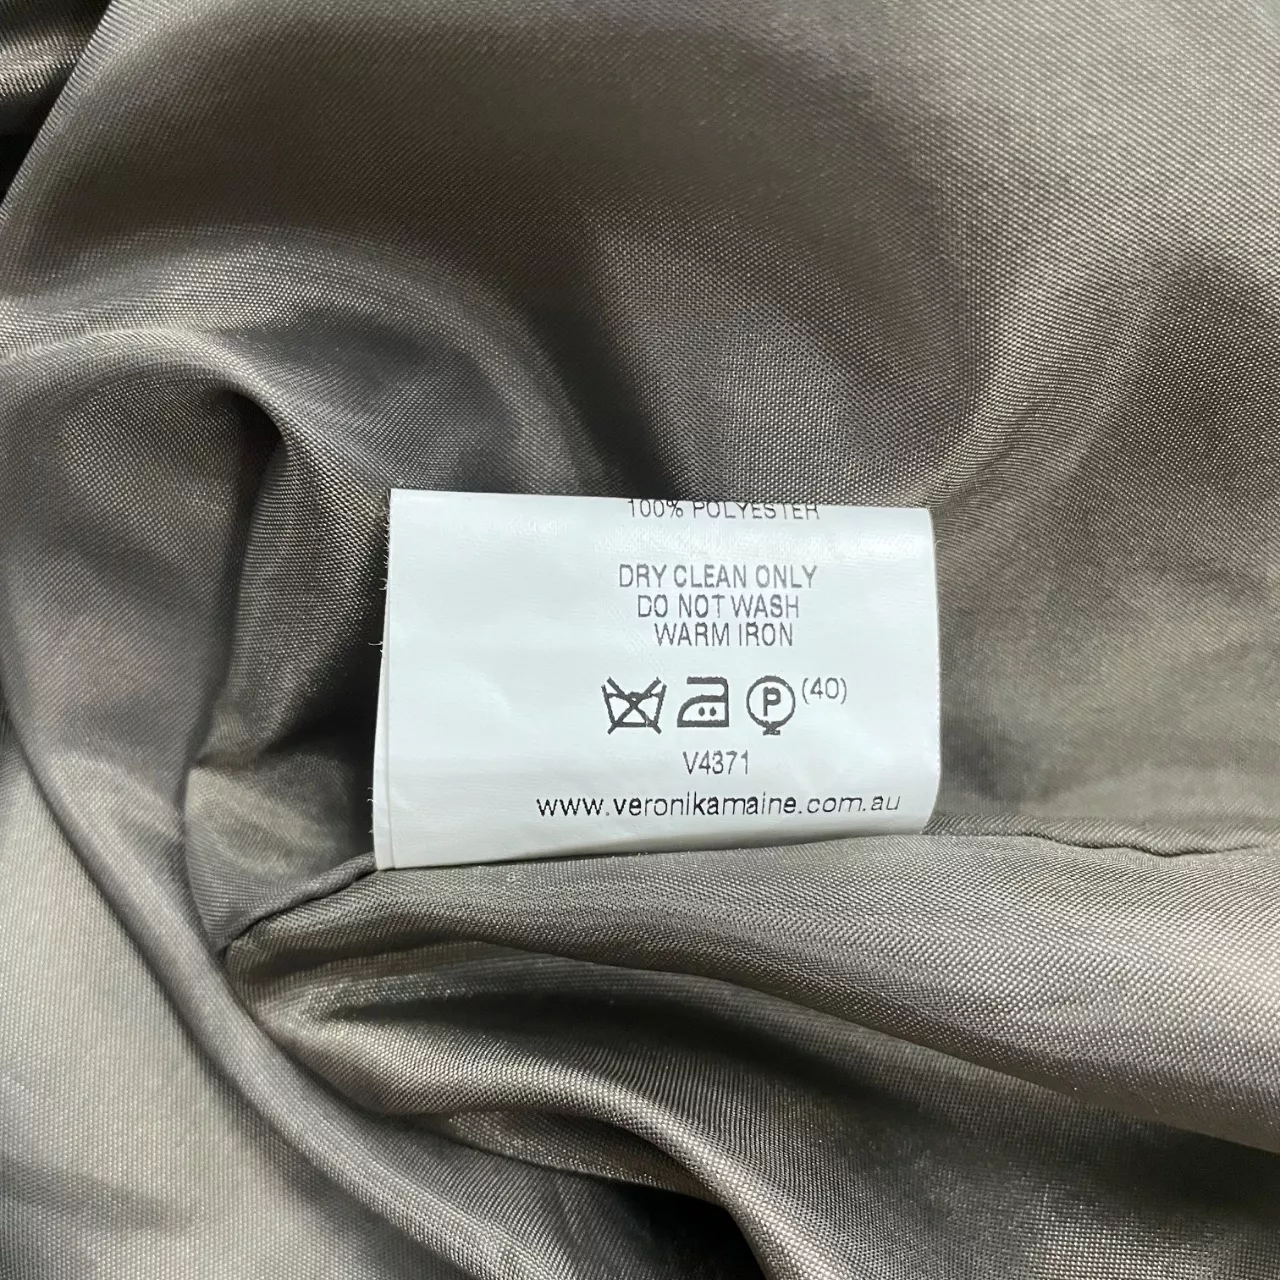 100% POLYESTER
DRY CLEAN ONLY
DO NOT WASH
WARM IRON
P (40)
V4371
www.veronikamaine.com.au